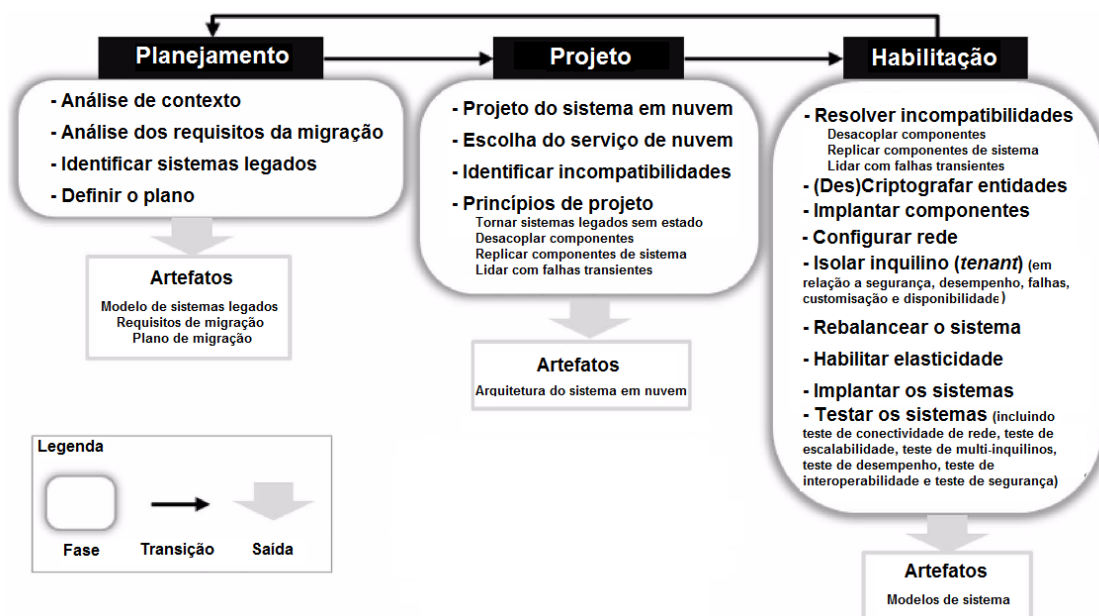 Planejamento
- Análise de contexto
- Análise dos requisitos da migração
- Identificar sistemas legados
- Definir o plano
Artefatos
Modelo de sistemas legados
Requisitos de migração
Plano de migração
Projeto
- Projeto do sistema em nuvem
- Escolha do serviço de nuvem
- Identificar incompatibilidades
- Princípios de projeto
Tornar sistemas legados sem estado
Desacoplar componentes
Replicar componentes de sistema
Lidar com falhas transientes
Artefatos
Arquitetura do sistema em nuvem
Habilitação
- Resolver incompatibilidades
Desacoplar componentes
Replicar componentes de sistema
Lidar com falhas transientes
- (Des)Criptografar entidades
- Implantar componentes
- Configurar rede
- Isolar inquilino (tenant) (em
relação a segurança, desempenho, falhas,
customisação e disponibilidade)
- Rebalancear o sistema
- Habilitar elasticidade
- Implantar os sistemas
- Testar os sistemas (incluindo
teste de conectividade de rede, teste de
escalabilidade, teste de multi-inquilinos,
teste de desempenho, teste de
interoperabilidade e teste de segurança)
Artefatos
Modelos de sistema
Legenda
Fase
Transição
Saída